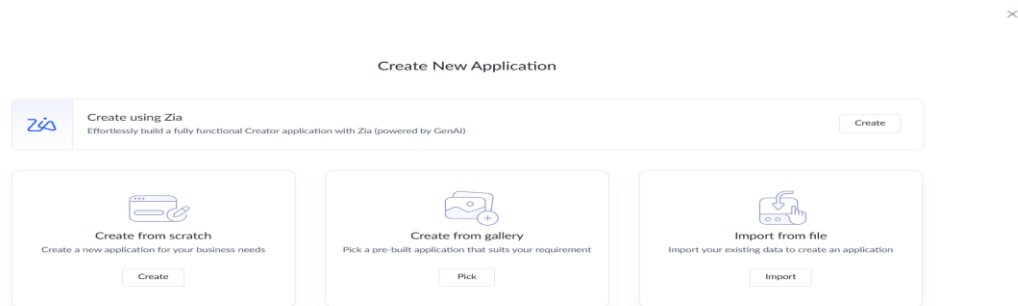 Create New Application
Zia
Create using Zia
Effortlessly build a fully functional Creator application with Zia (powered by GenAI)
Create
Create from scratch
Create a new application for your business needs
Create
Create from gallery
Pick a pre-built application that suits your requirement
Pick
Import from file
Import your existing data to create an application
Import